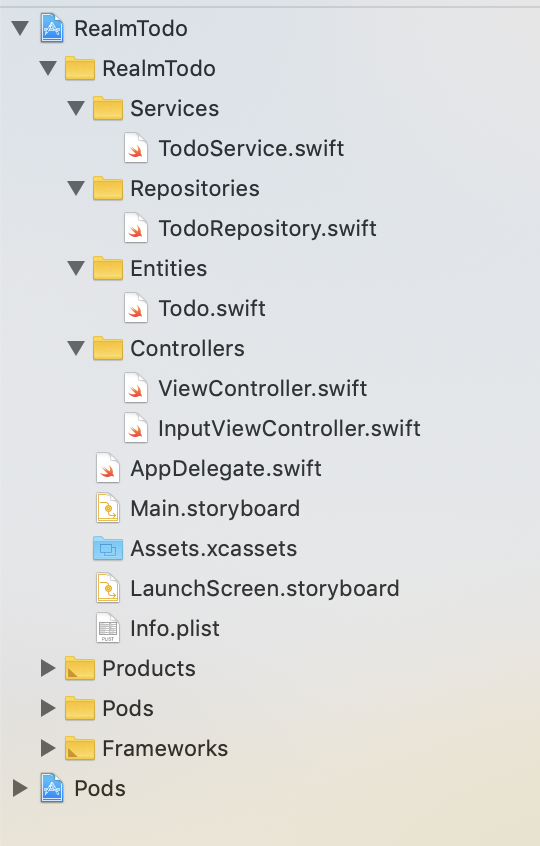 RealmTodo
RealmTodo
Services
TodoService.swift
Repositories
TodoRepository.swift
Entities
Todo.swift
Controllers
ViewController.swift
InputViewController.swift
AppDelegate.swift
Main.storyboard
Assets.xcassets
LaunchScreen.storyboard
PLIST Info.plist
Products
Pods
Frameworks
Pods